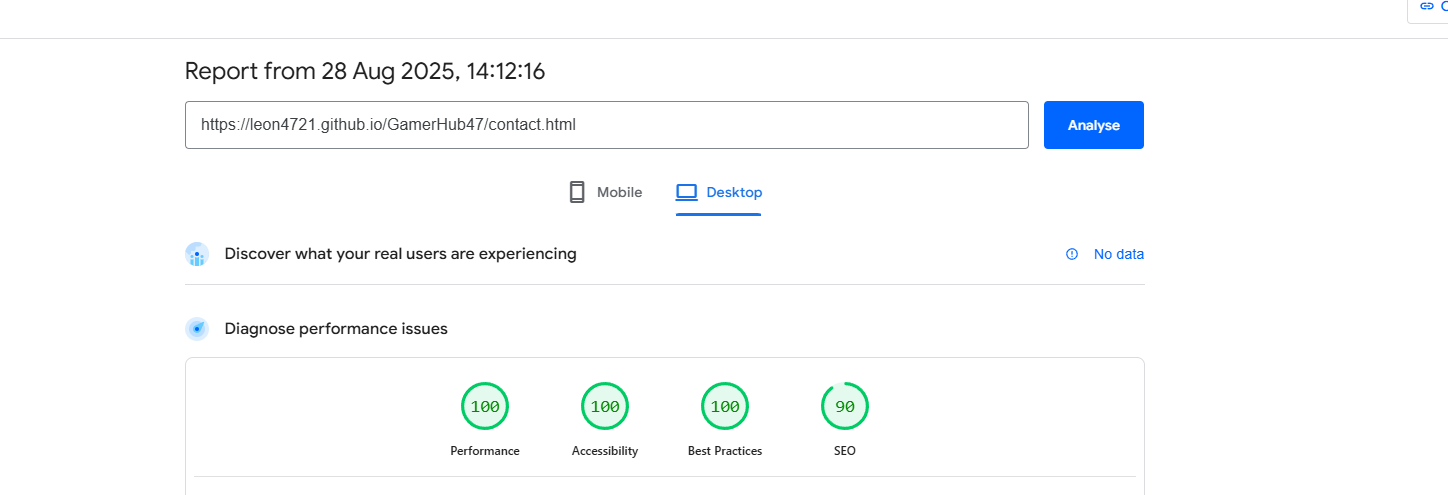 Report from 28 Aug 2025, 14:12:16
https://leon4721.github.io/GamerHub47/contact.html
Analyse
Mobile
Desktop
Discover what your real users are experiencing
No data
Diagnose performance issues
100
100
100
90
Performance
Accessibility
Best Practices
SEO